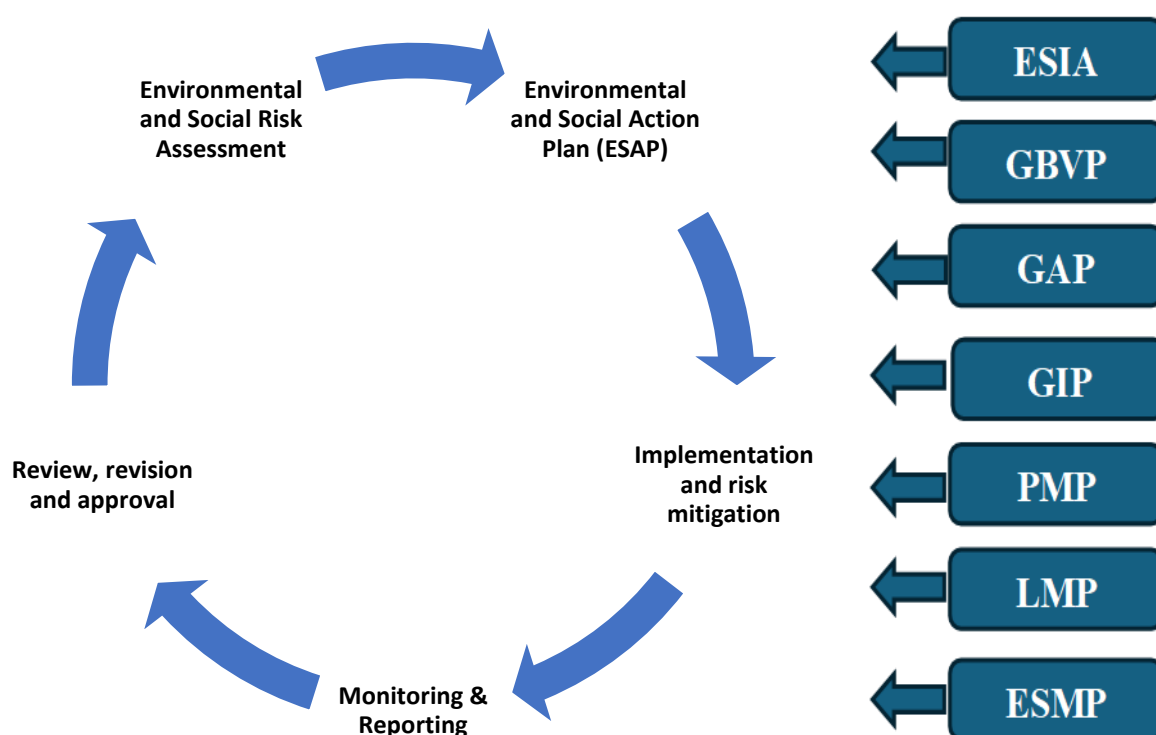 Environmental
and Social Risk
Assessment
Environmental
and Social Action
Plan (ESAP)
Implementation
and risk
mitigation
Monitoring &
Reporting
Review, revision
and approval
ESIA
GBVP
GAP
GIP
PMP
LMP
ESMP